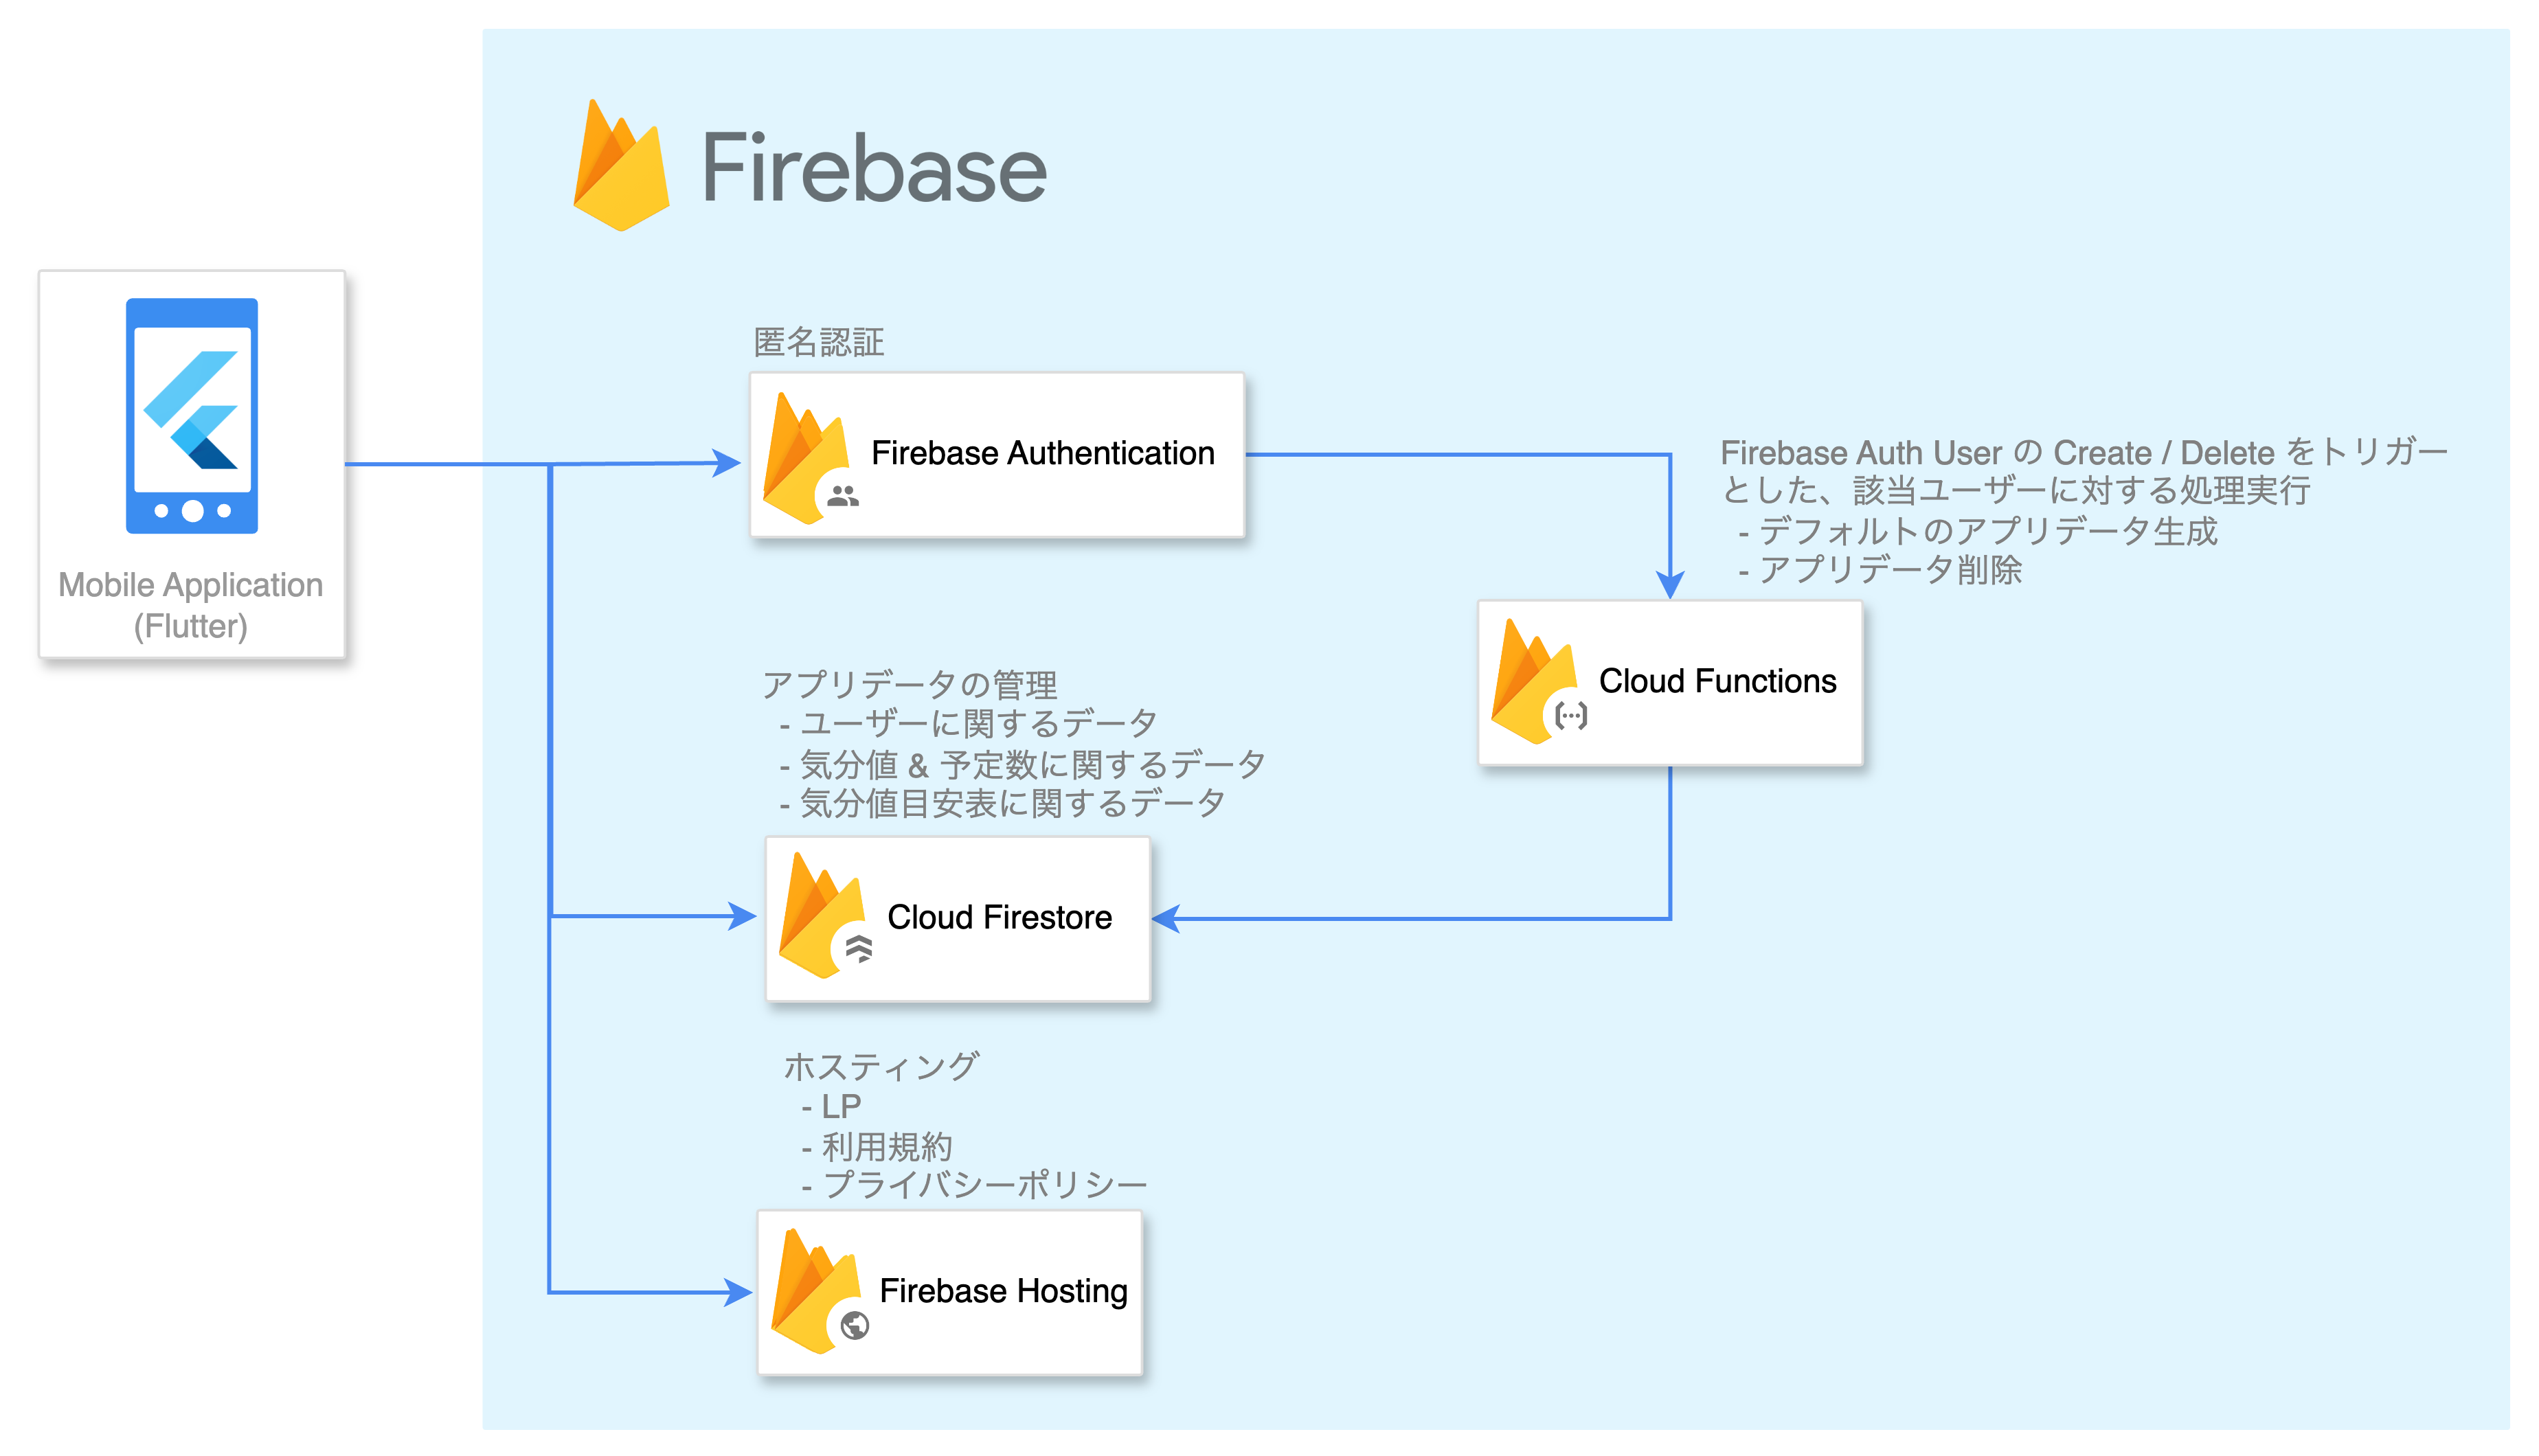 Firebase
Mobile Application
(Flutter)
匿名認証
Firebase Authentication
Firebase Auth User の Create / Delete をトリガー
とした、該当ユーザーに対する処理実行
- デフォルトのアプリデータ生成
- アプリデータ削除
Cloud Functions
アプリデータの管理
- ユーザーに関するデータ
- 気分値 & 予定数に関するデータ
- 気分値目安表に関するデータ
Cloud Firestore
ホスティング
- LP
- 利用規約
- プライバシーポリシー
Firebase Hosting